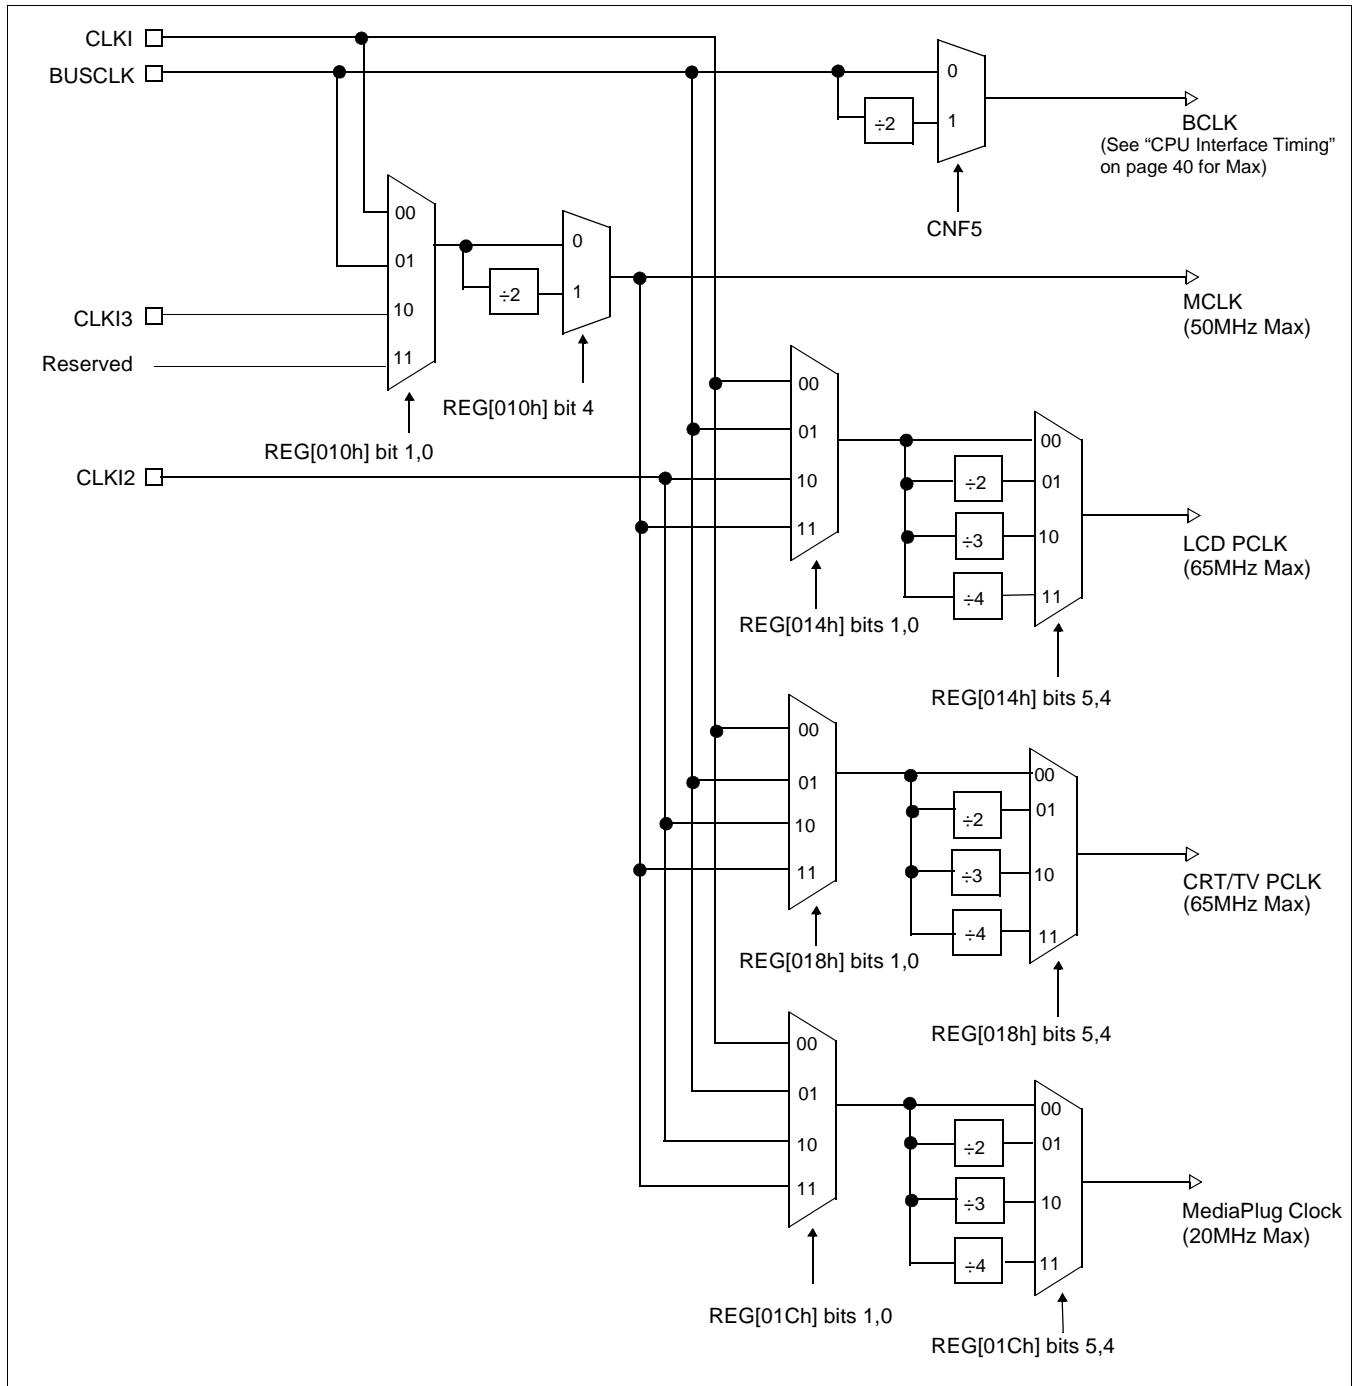 CLKI
BUSCLK
0
÷2
1
BCLK
(See “CPU Interface Timing”
on page 40 for Max)
CNF5
00
01
10
11
0
÷2
1
CLKI3
Reserved
MCLK
(50MHz Max)
REG[010h] bit 4
REG[010h] bit 1,0
CLKI2
00
01
10
11
00
÷2
01
÷3
10
÷4
11
LCD PCLK
(65MHz Max)
REG[014h] bits 1,0
REG[014h] bits 5,4
00
01
10
11
00
÷2
01
÷3
10
÷4
11
CRT/TV PCLK
(65MHz Max)
REG[018h] bits 1,0
REG[018h] bits 5,4
00
01
10
11
00
÷2
01
÷3
10
÷4
11
MediaPlug Clock
(20MHz Max)
REG[01Ch] bits 1,0
REG[01Ch] bits 5,4